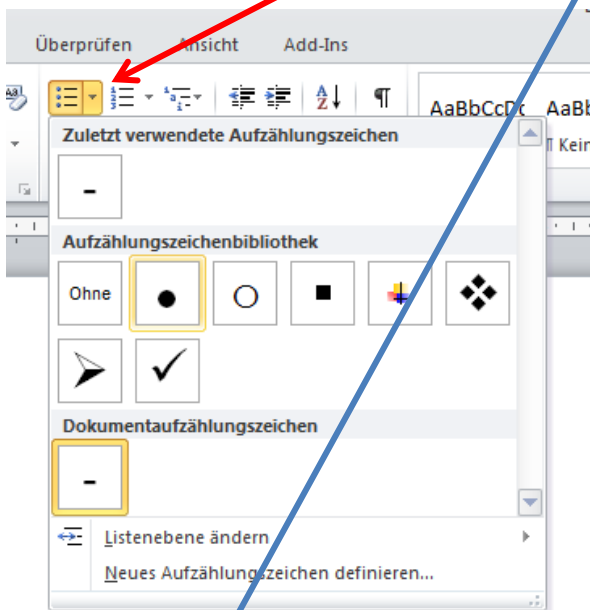 Überprüfen Ansicht Add-Ins
AaBbCcDc AaBb
¶ Kein
Zuletzt verwendete Aufzählungszeichen
-
Aufzählungszeichenbibliothek
Ohne
Dokumentaufzählungszeichen
-
Listenebene ändern
Neues Aufzählungszeichen definieren...